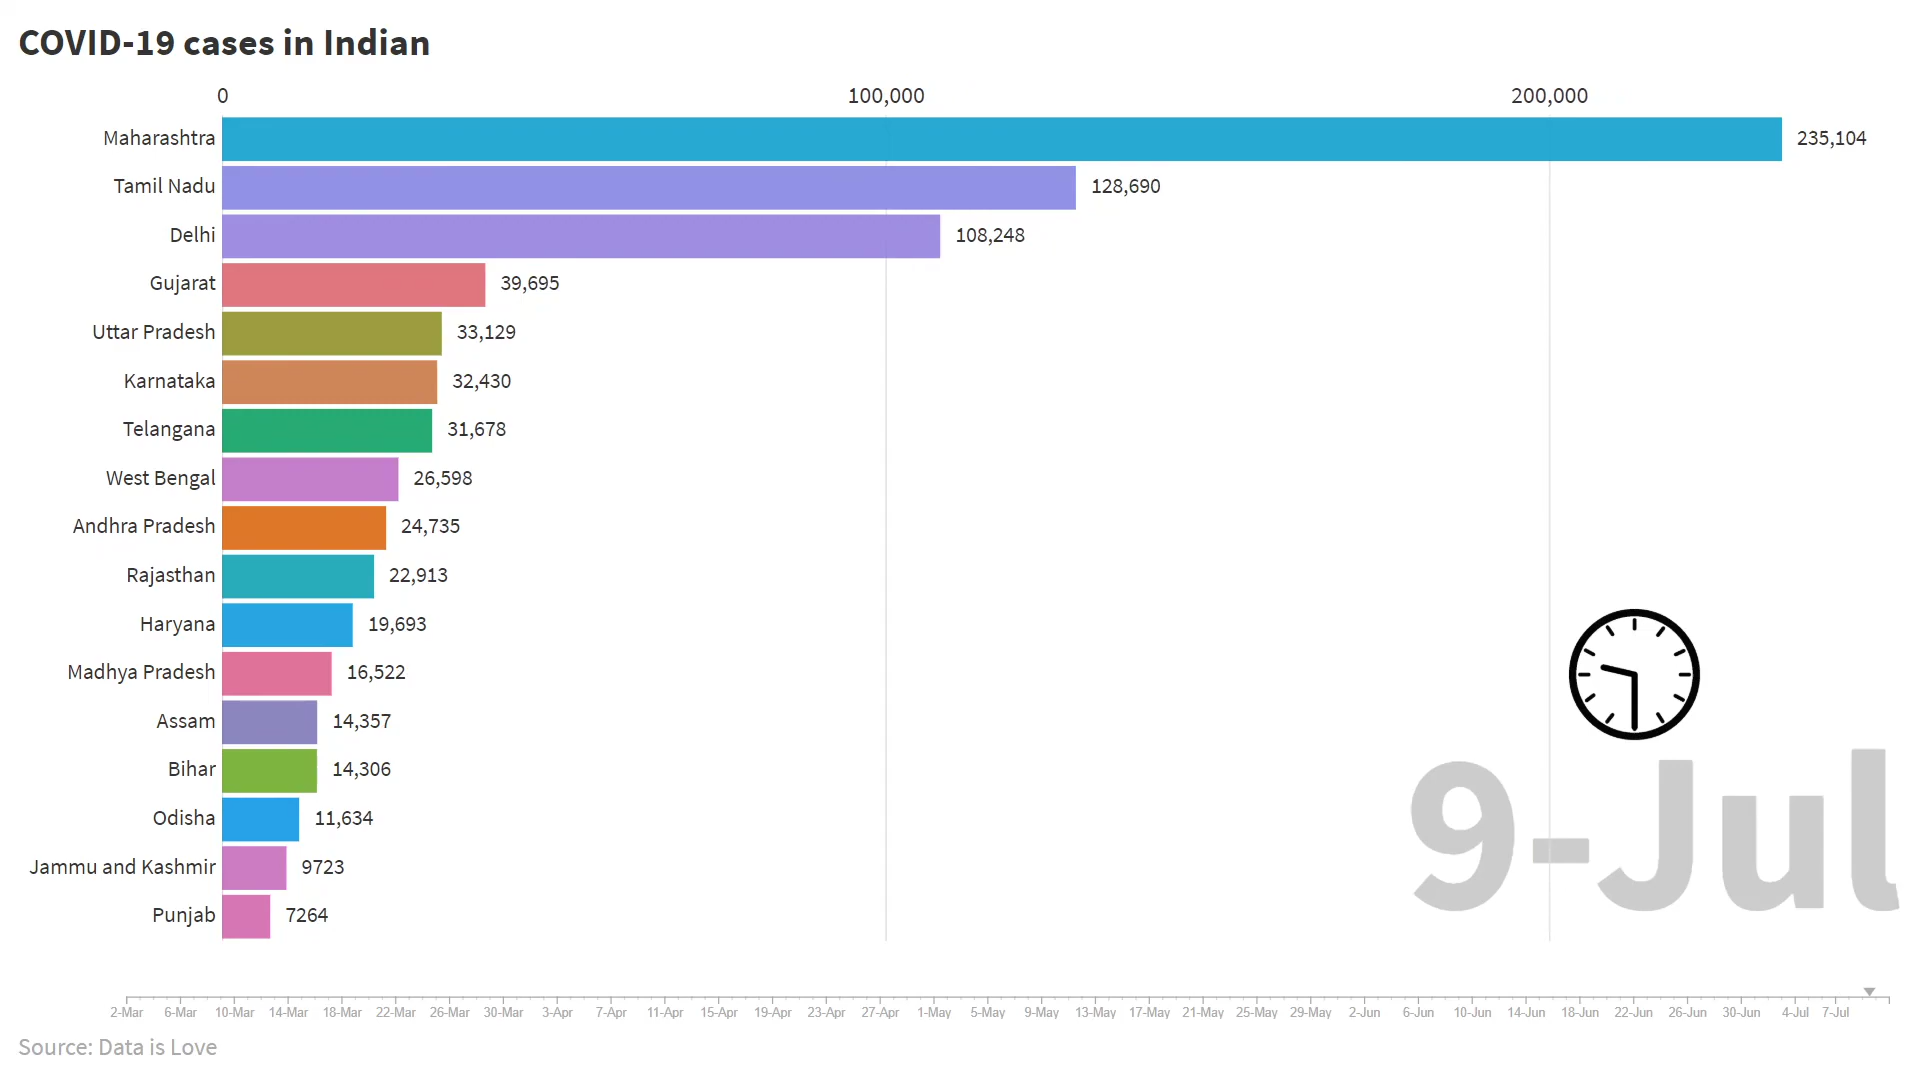 COVID-19 cases in Indian
0 100,000 200,000
Maharashtra 235,104
Tamil Nadu 128,690
Delhi 108,248
Gujarat 39,695
Uttar Pradesh 33,129
Karnataka 32,430
Telangana 31,678
West Bengal 26,598
Andhra Pradesh 24,735
Rajasthan 22,913
Haryana 19,693
Madhya Pradesh 16,522
Assam 14,357
Bihar 14,306
Odisha 11,634
Jammu and Kashmir 9723
Punjab 7264
9-Jul
2-Mar 6-Mar 10-Mar 14-Mar 18-Mar 22-Mar 26-Mar 30-Mar 3-Apr 7-Apr 11-Apr 15-Apr 19-Apr 23-Apr 27-Apr 1-May 5-May 9-May 13-May 17-May 21-May 25-May 29-May 2-Jun 6-Jun 10-Jun 14-Jun 18-Jun 22-Jun 26-Jun 30-Jun 4-Jul 7-Jul
Source: Data is Love